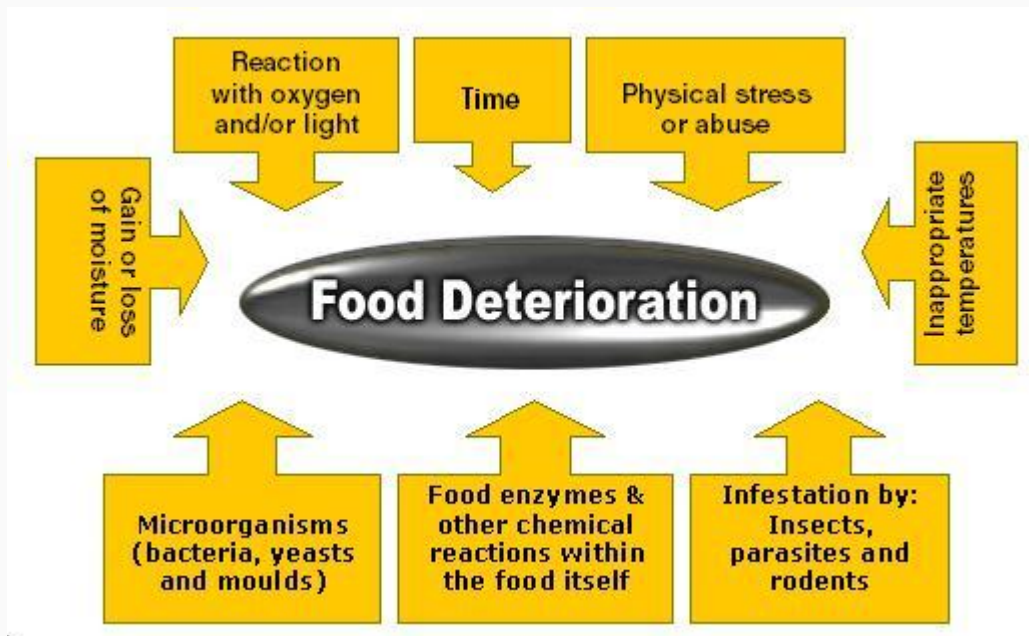 Reaction
with oxygen
and/or light
Time
Physical stress
or abuse
Gain or loss
of moisture
Inappropriate
temperatures
Food Deterioration
Microorganisms
(bacteria, yeasts
and moulds)
Food enzymes &
other chemical
reactions within
the food itself
Infestation by:
Insects,
parasites and
rodents